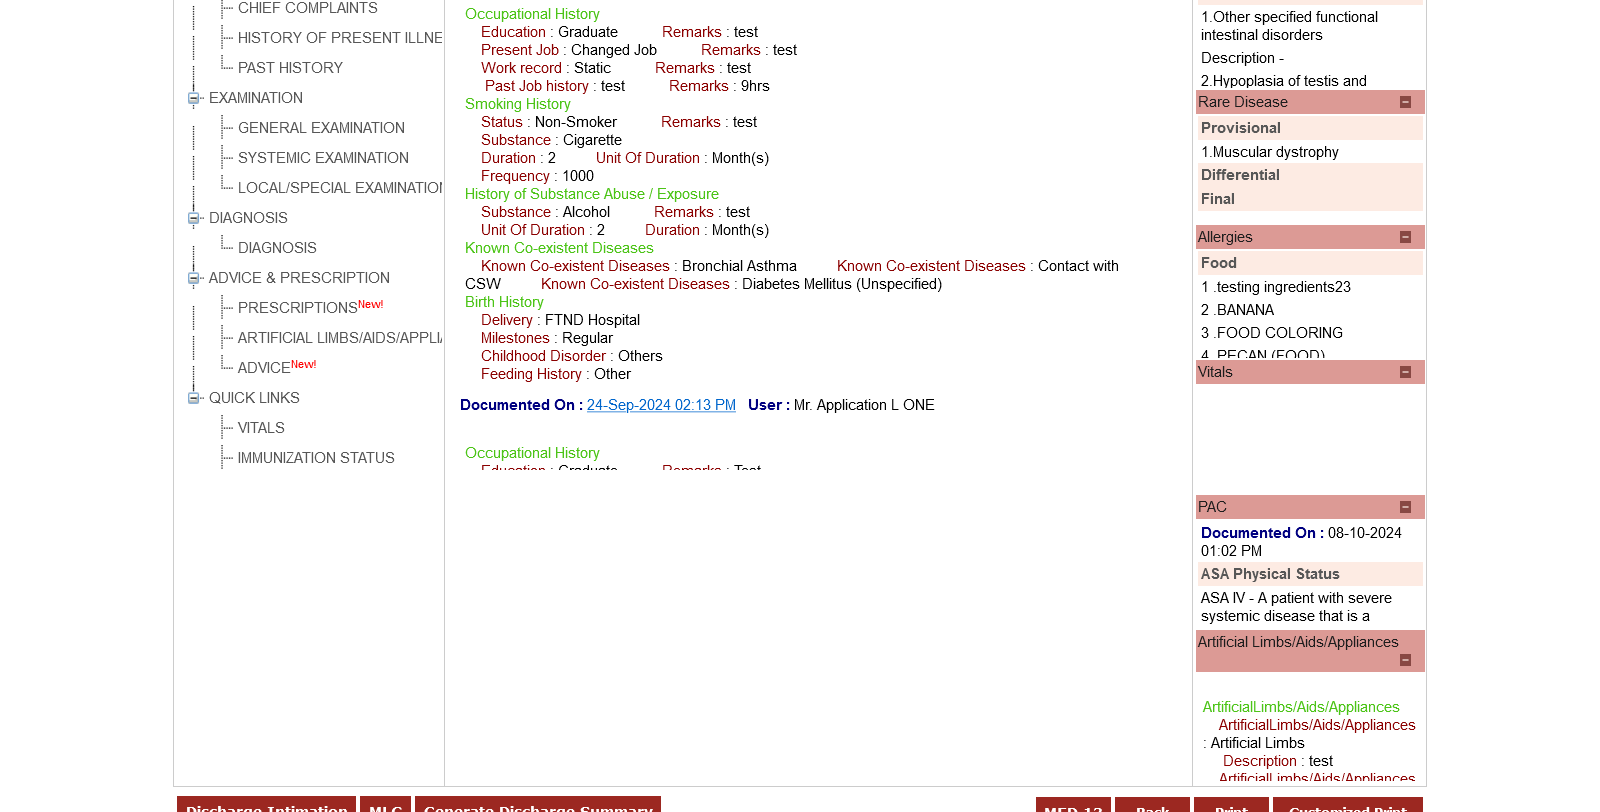 CHIEF COMPLAINTS
HISTORY OF PRESENT ILLNE
PAST HISTORY
EXAMINATION
GENERAL EXAMINATION
SYSTEMIC EXAMINATION
LOCAL/SPECIAL EXAMINATION
DIAGNOSIS
DIAGNOSIS
ADVICE & PRESCRIPTION
PRESCRIPTIONS New!
ARTIFICIAL LIMBS/AIDS/APPLI
ADVICE New!
QUICK LINKS
VITALS
IMMUNIZATION STATUS
Occupational History
Education : Graduate Remarks : test
Present Job : Changed Job Remarks : test
Work record : Static Remarks : test
Past Job history : test Remarks : 9hrs
Smoking History
Status : Non-Smoker Remarks : test
Substance : Cigarette
Duration : 2 Unit Of Duration : Month(s)
Frequency : 1000
History of Substance Abuse / Exposure
Substance : Alcohol Remarks : test
Unit Of Duration : 2 Duration : Month(s)
Known Co-existent Diseases
Known Co-existent Diseases : Bronchial Asthma Known Co-existent Diseases : Contact with
CSW Known Co-existent Diseases : Diabetes Mellitus (Unspecified)
Birth History
Delivery : FTND Hospital
Milestones : Regular
Childhood Disorder : Others
Feeding History : Other
Documented On : 24-Sep-2024 02:13 PM User : Mr. Application L ONE
Occupational History
Education : Graduate Remarks : Test
1.Other specified functional
intestinal disorders
Description -
2.Hypoplasia of testis and
Rare Disease
Provisional
1.Muscular dystrophy
Differential
Final
Allergies
Food
1 .testing ingredients23
2 .BANANA
3 .FOOD COLORING
4 .PECAN (FOOD)
Vitals
PAC
Documented On : 08-10-2024
01:02 PM
ASA Physical Status
ASA IV - A patient with severe
systemic disease that is a
Artificial Limbs/Aids/Appliances
ArtificialLimbs/Aids/Appliances
ArtificialLimbs/Aids/Appliances
: Artificial Limbs
Description : test
ArtificialLimbs/Aids/Appliances
Discharge Intimation MLC Generate Discharge Summary MED-13 Back Print Customized Print